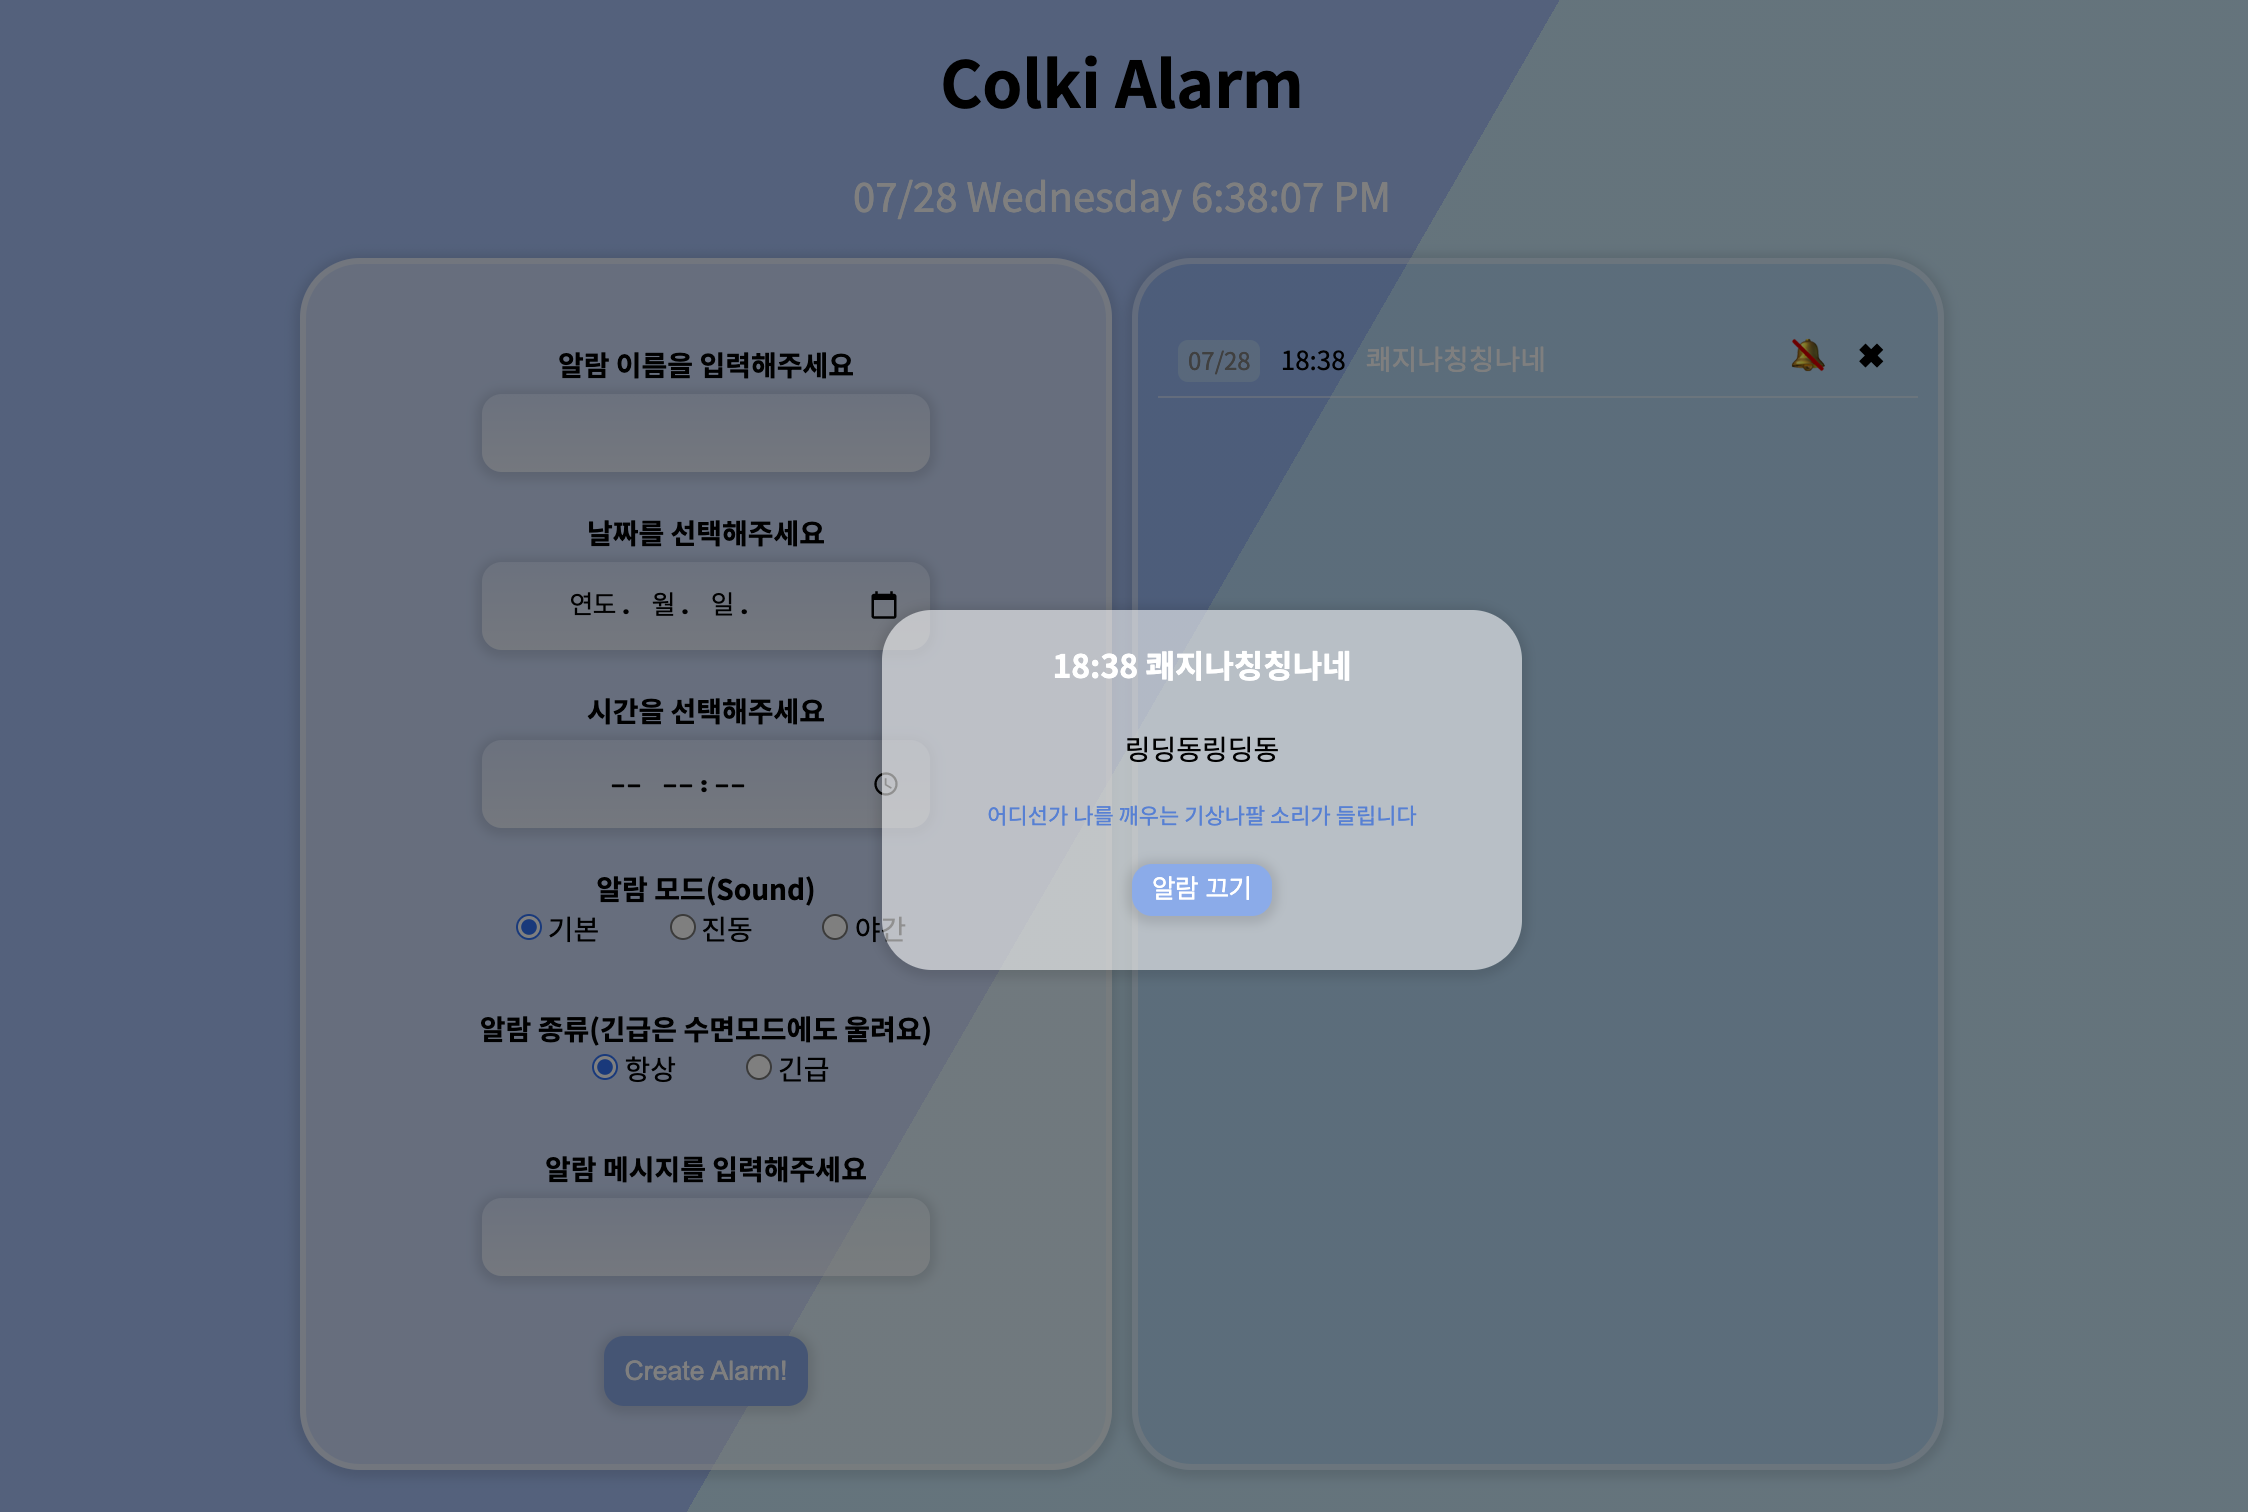 Colki Alarm
07/28 Wednesday 6:38:07 PM
알람 이름을 입력해주세요
날짜를 선택해주세요
연도. 월. 일.
시간을 선택해주세요
-- --:--
알람 모드(Sound)
기본 진동 야간
알람 종류(긴급은 수면모드에도 울려요)
항상 긴급
알람 메시지를 입력해주세요
Create Alarm!
07/28 18:38 쾌지나칭칭나네
18:38 쾌지나칭칭나네
링딩동링딩동
어디선가 나를 깨우는 기상나팔 소리가 들립니다
알람 끄기